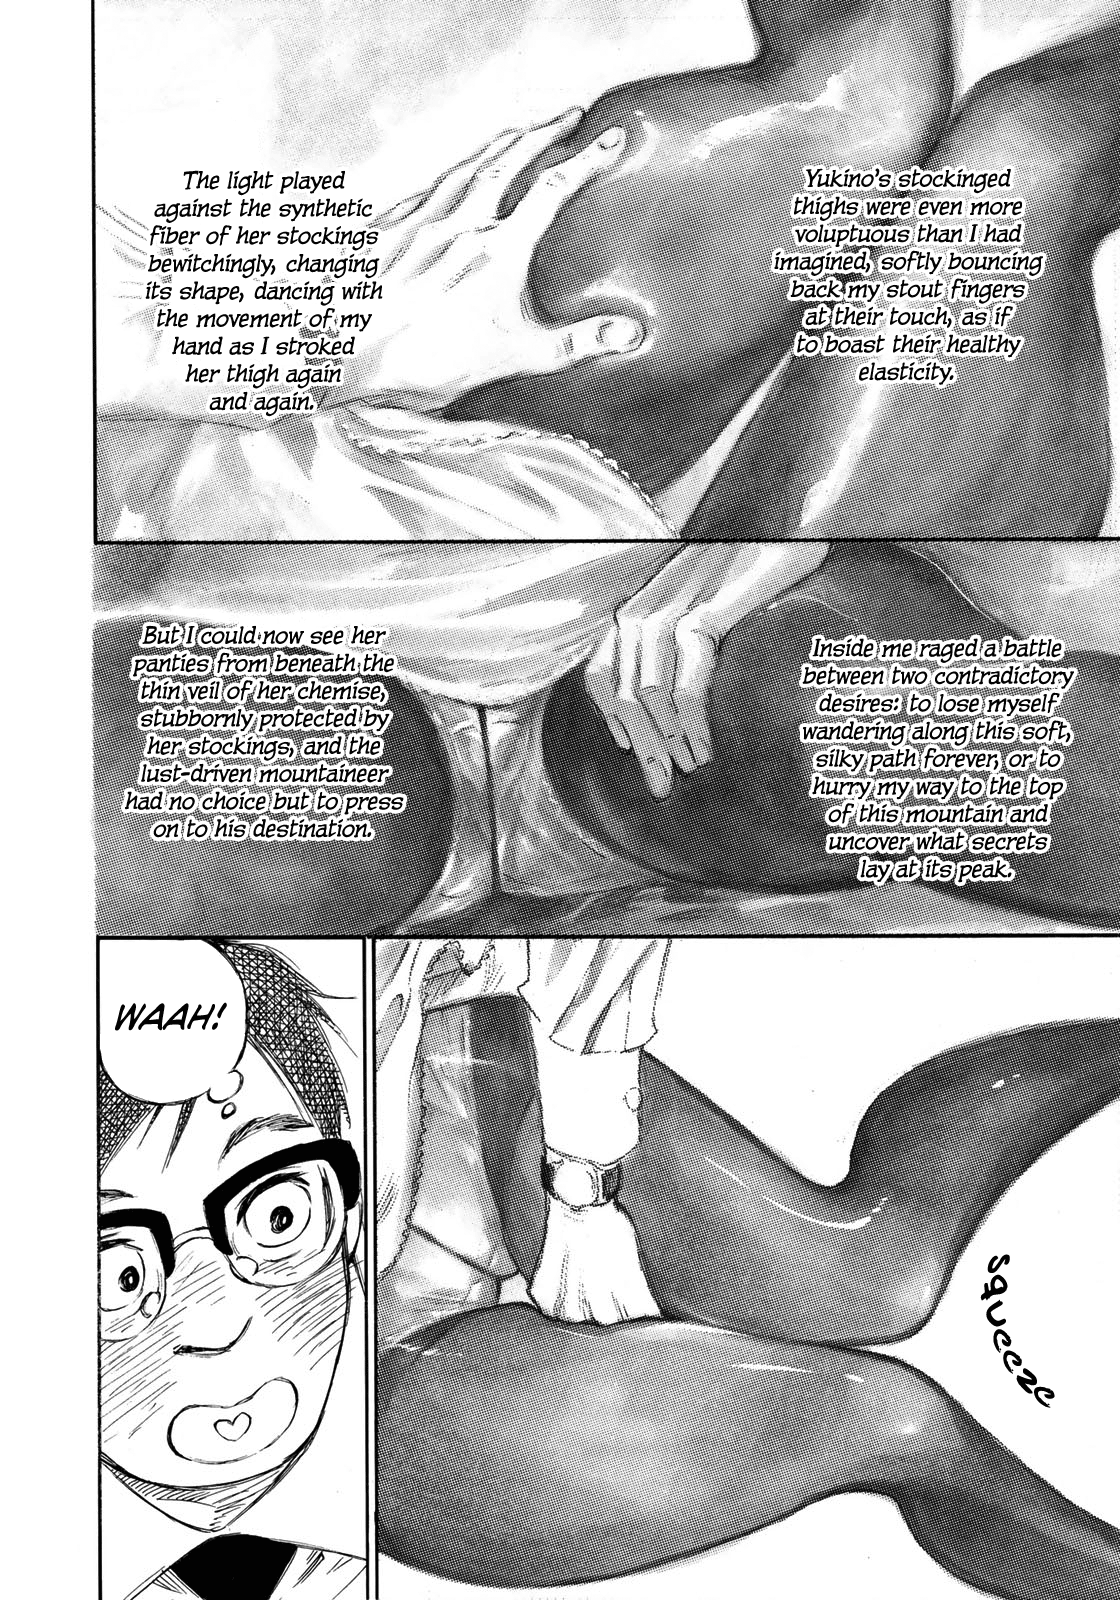 Yukino's stockinged
thighs were even more
voluptuous than I had
imagined, softly bouncing
back my stout fingers
at their touch, as if
to boast their healthy
elasticity.
The light played
against the synthetic
fiber of her stockings
bewitchingly, changing
its shape, dancing with
the movement of my
hand as I stroked
her thigh again
and again.
Inside me raged a battle
between two contradictory
desires: to lose myself
wandering along this soft,
silky path forever, or to
hurry my way to the top
of this mountain and
uncover what secrets
lay at its peak.
But I could now see her
panties from beneath the
thin veil of her chemise,
stubbornly protected by
her stockings, and the
lust-driven mountaineer
had no choice but to press
on to his destination.
squeeze
WAAH!